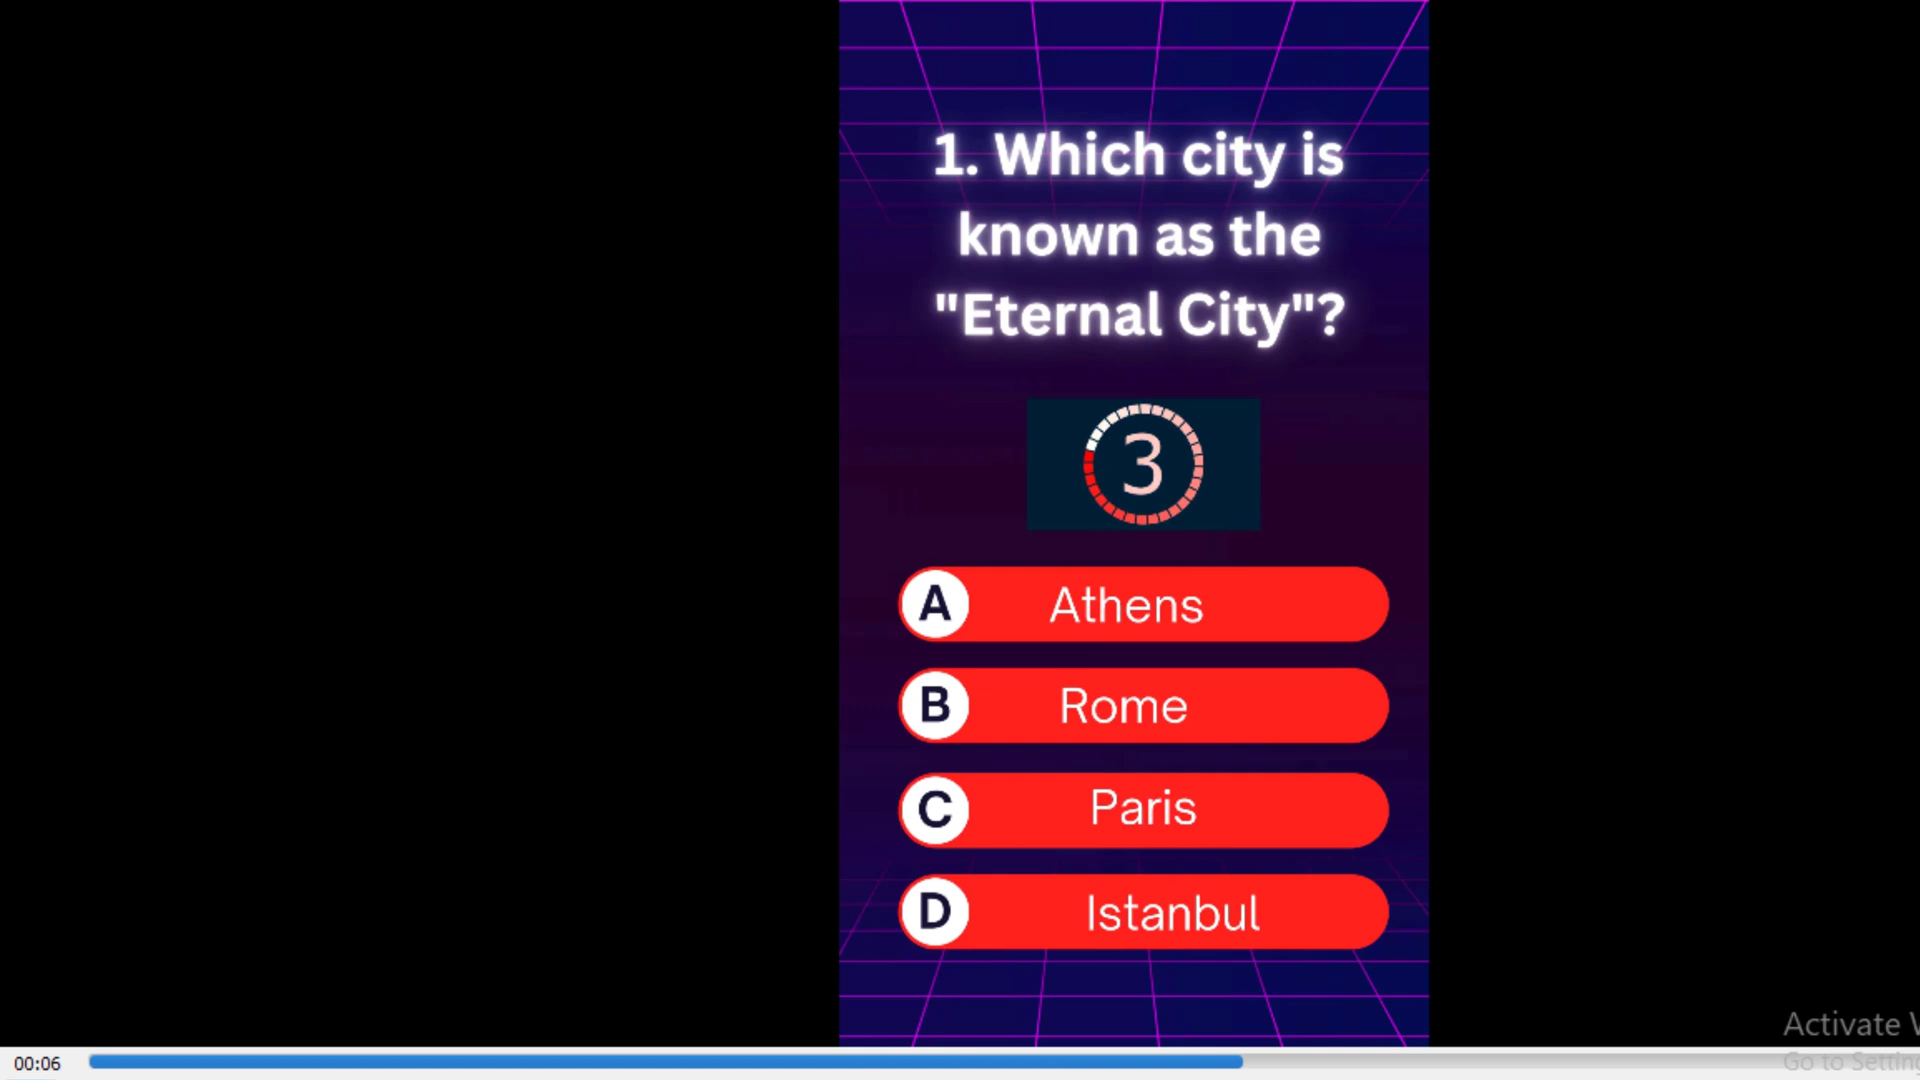 1. Which city is
known as the
"Eternal City"?
3
A Athens
B Rome
C Paris
D Istanbul
Activate
Go to
00:06